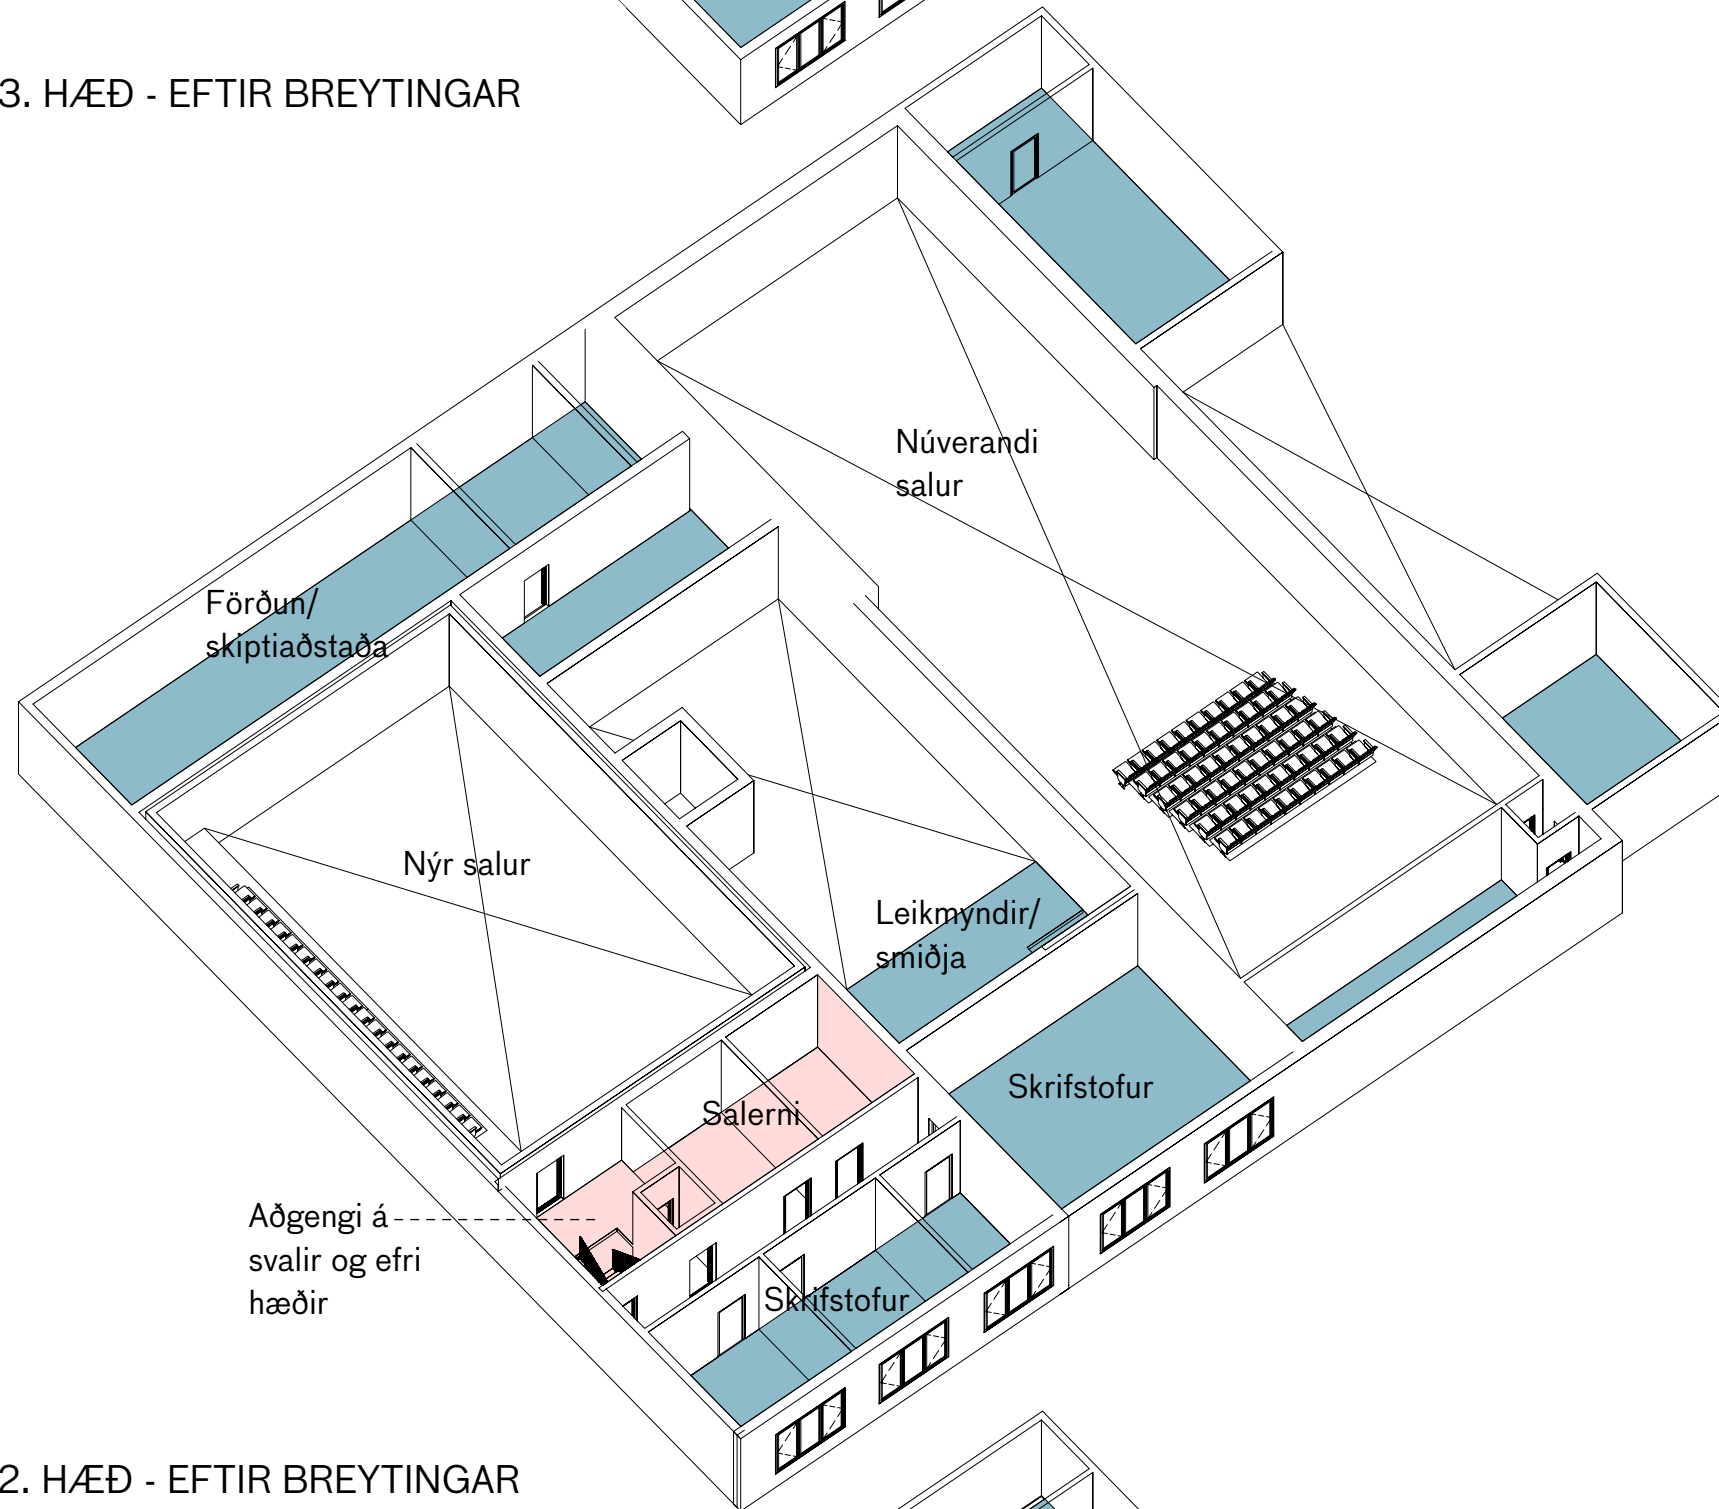 3. HÆÐ - EFTIR BREYTINGAR
Núverandi
salur
Förðun/
skiptiaðstaða
Nýr salur
Leikmyndir/
smiðja
Skrifstofur
Salerni
Aðgengi á
svalir og efri
hæðir
Skrifstofur
2. HÆÐ - EFTIR BREYTINGAR